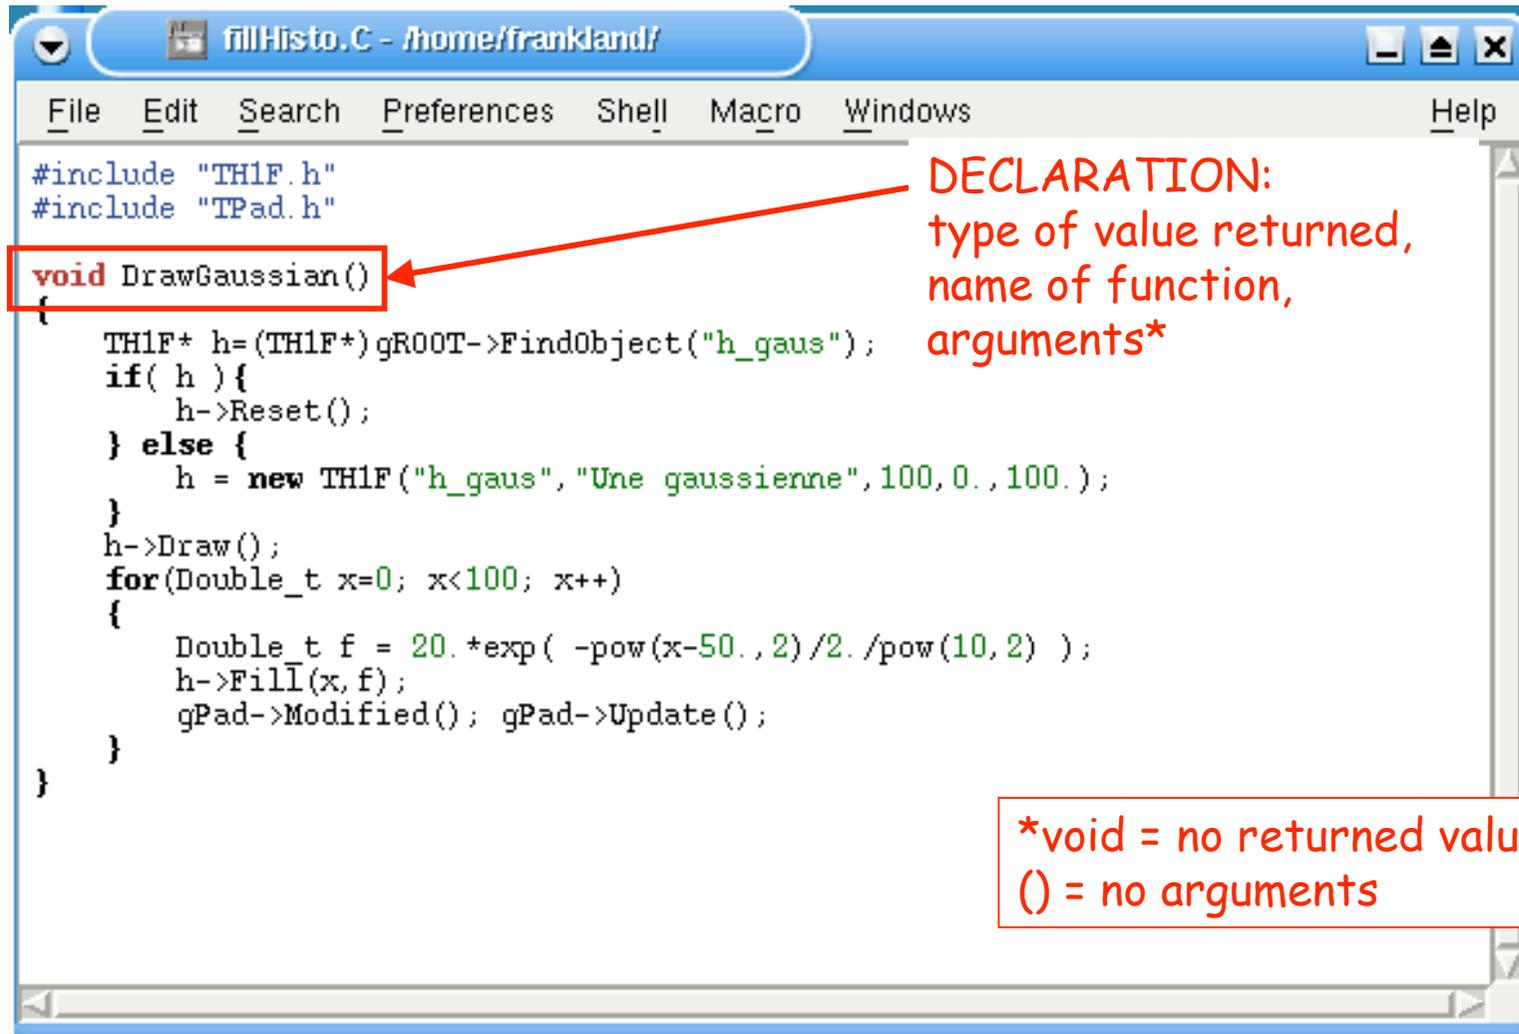 fillHisto.C - /home/frankland/
File Edit Search Preferences Shell Macro Windows Help
#include "TH1F.h"
#include "TPad.h"
void DrawGaussian()
{
    TH1F* h=(TH1F*)gROOT->FindObject("h_gaus");
    if( h ){
        h->Reset();
    } else {
        h = new TH1F("h_gaus","Une gaussienne",100,0.,100.);
    }
    h->Draw();
    for(Double_t x=0; x<100; x++)
    {
        Double_t f = 20.*exp( -pow(x-50.,2)/2./pow(10,2) );
        h->Fill(x,f);
        gPad->Modified(); gPad->Update();
    }
}
DECLARATION:
type of value returned,
name of function,
arguments*
*void = no returned valu
() = no arguments